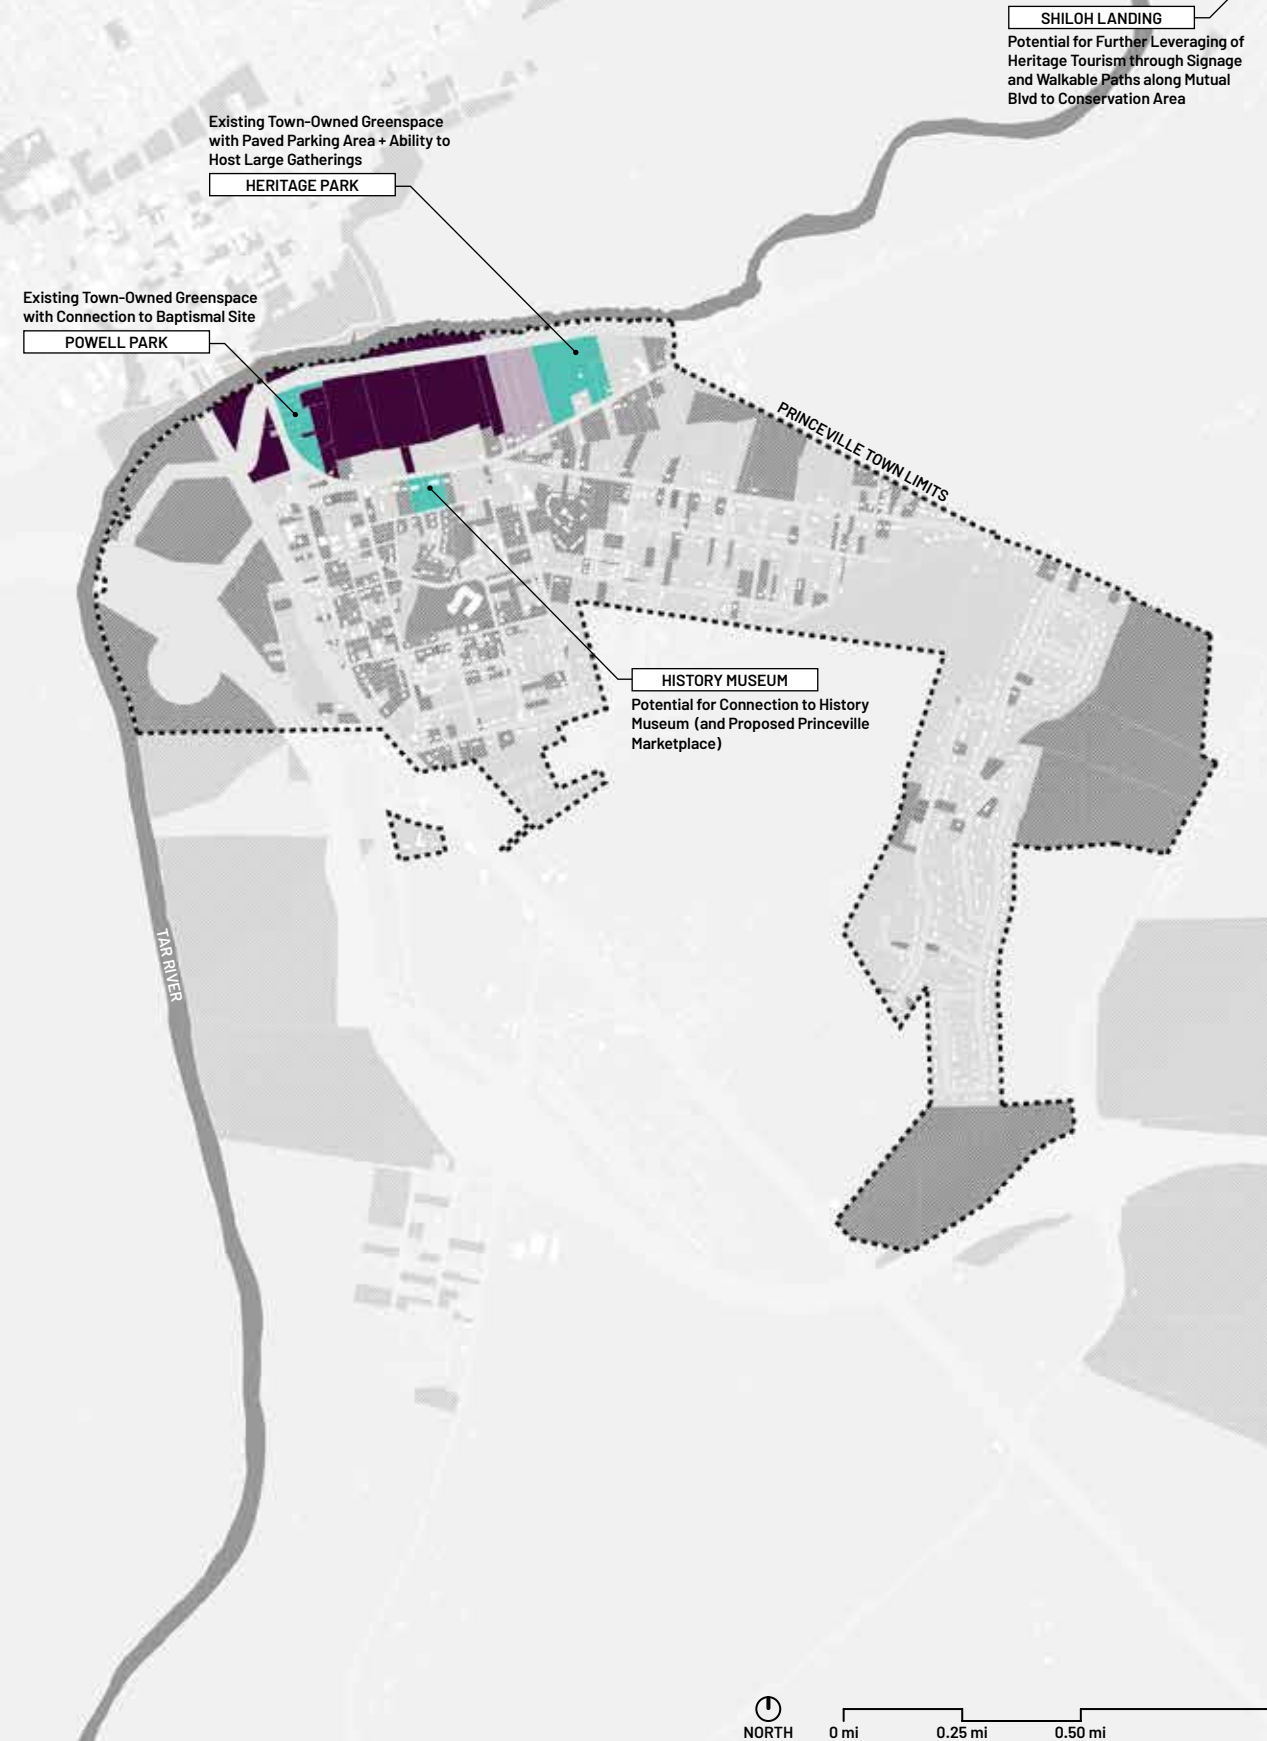 SHILOH LANDING
Potential for Further Leveraging of
Heritage Tourism through Signage
and Walkable Paths along Mutual
Blvd to Conservation Area
Existing Town-Owned Greenspace
with Paved Parking Area + Ability to
Host Large Gatherings
HERITAGE PARK
Existing Town-Owned Greenspace
with Connection to Baptismal Site
POWELL PARK
PRINCEVILLE TOWN LIMITS
HISTORY MUSEUM
Potential for Connection to History
Museum (and Proposed Princeville
Marketplace)
TAR RIVER
NORTH
0 mi
0.25 mi
0.50 mi